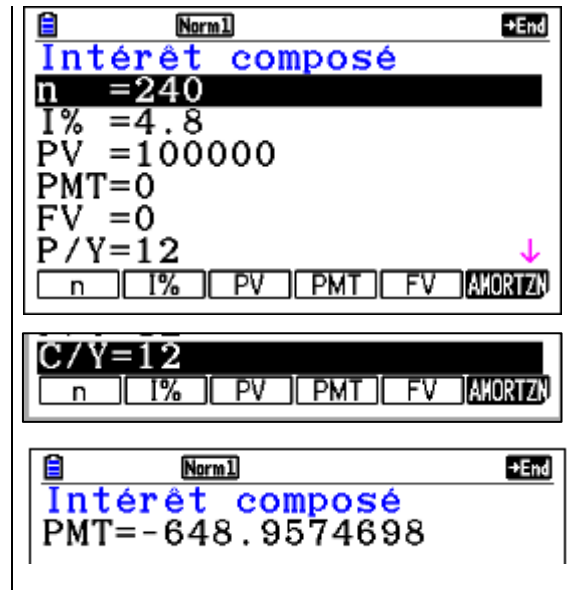 Norm1 →End
Intérêt composé
n =240
I% =4.8
PV =100000
PMT=0
FV =0
P/Y=12 ↓
n I% PV PMT FV AMORTZN
C/Y=12
n I% PV PMT FV AMORTZN
Norm1 →End
Intérêt composé
PMT=-648.9574698